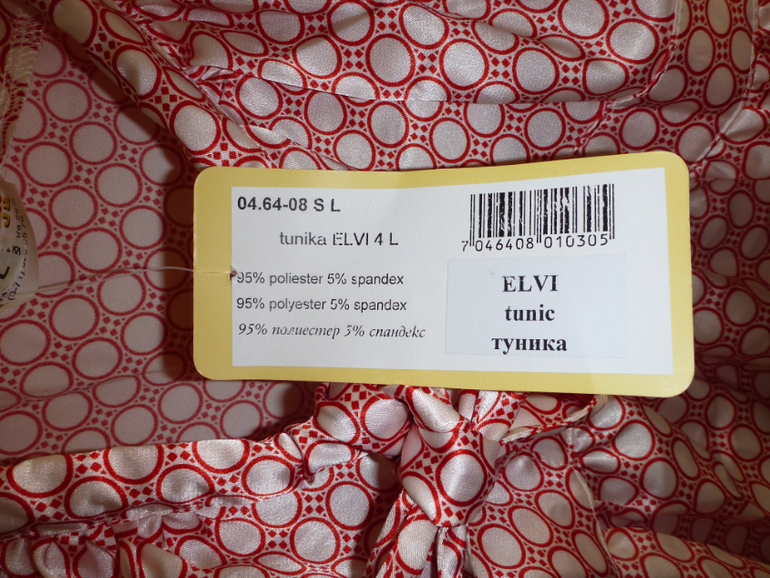 04.64-08 S L
tunika ELVI 4 L
7 046408 010305
95% poliester 5% spandex
95% polyester 5% spandex
95% полиестер 5% спандекс
ELVI
tunic
туника